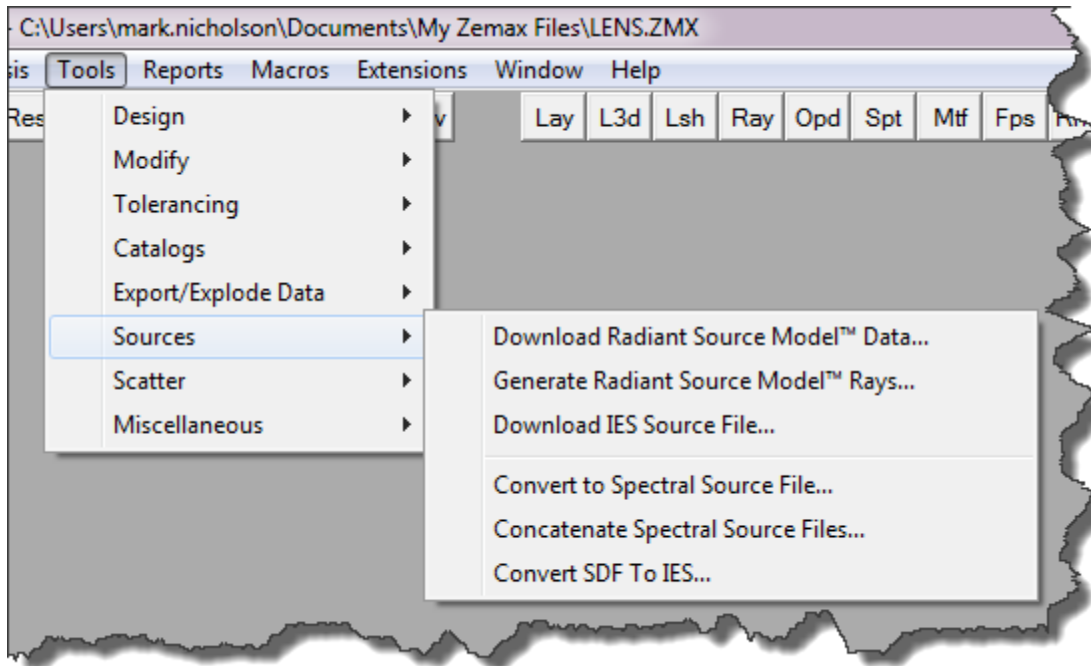 - C:\Users\mark.nicholson\Documents\My Zemax Files\LENS.ZMX
sis Tools Reports Macros Extensions Window Help
Res v Lay L3d Lsh Ray Opd Spt Mtf Fps
Design
Modify
Tolerancing
Catalogs
Export/Explode Data
Sources
Scatter
Miscellaneous
Download Radiant Source Model™ Data...
Generate Radiant Source Model™ Rays...
Download IES Source File...
Convert to Spectral Source File...
Concatenate Spectral Source Files...
Convert SDF To IES...